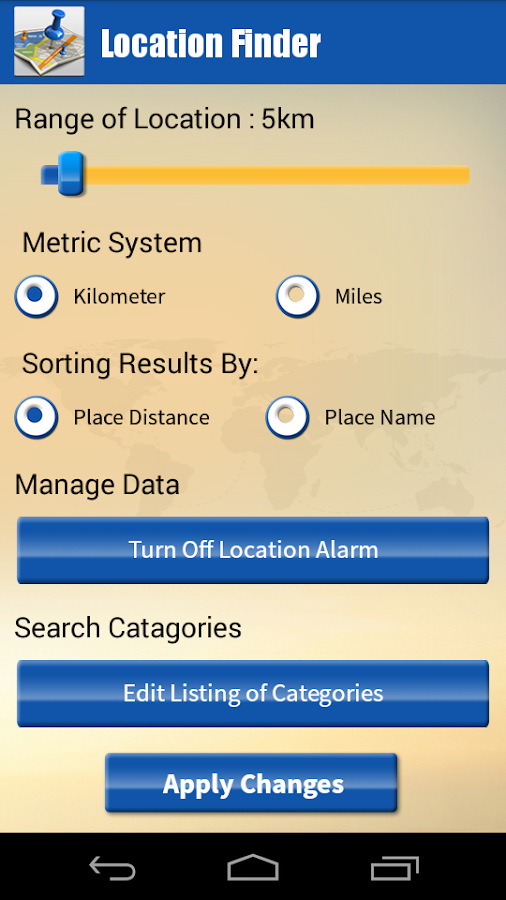 Location Finder
Range of Location : 5km
Metric System
Kilometer
Miles
Sorting Results By:
Place Distance
Place Name
Manage Data
Turn Off Location Alarm
Search Catagories
Edit Listing of Categories
Apply Changes